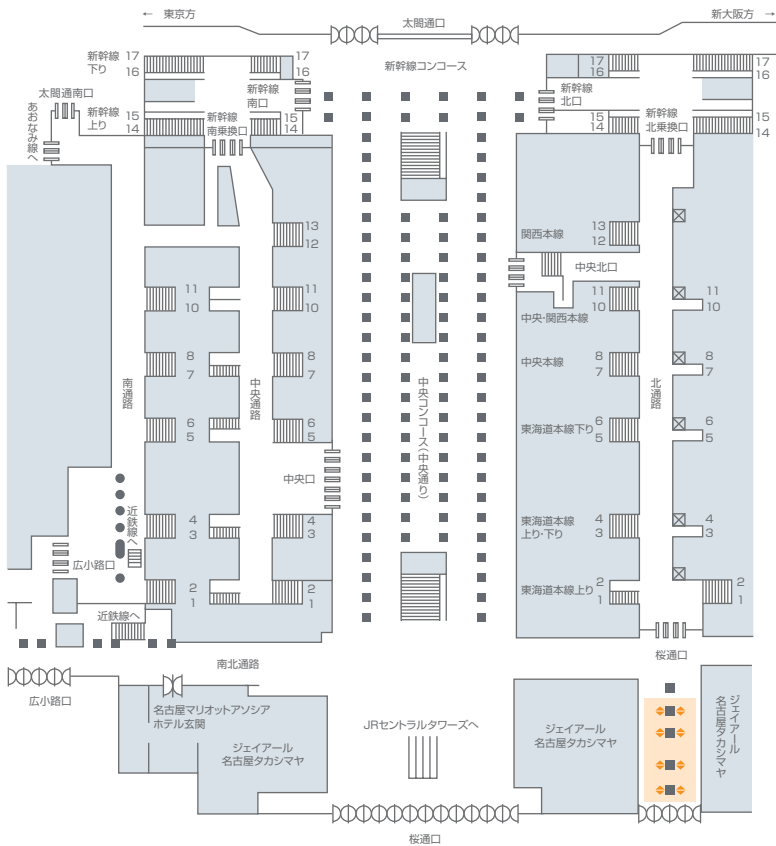 ← 東京方
太閤通口
新大阪方 →
新幹線
下り
17
16
17
16
新幹線
南口
新幹線コンコース
17
16
新幹線
北口
17
16
太閤通南口
あおなみ線へ
新幹線
上り
15
14
新幹線
南乗換口
15
14
15
14
新幹線
北乗換口
15
14
13
12
関西本線
13
12
中央北口
11
10
11
10
11
10
中央・関西本線
11
10
南通路
8
7
中央通路
8
7
中央コンコース(中央通り)
中央本線
8
7
北通路
8
7
6
5
6
5
東海道本線下り
6
5
6
5
中央口
近鉄線へ
4
3
4
3
東海道本線
上り・下り
4
3
4
3
広小路口
2
1
2
1
東海道本線上り
2
1
2
1
近鉄線へ
南北通路
桜通口
広小路口
名古屋マリオットアソシア
ホテル玄関
ジェイアール
名古屋タカシマヤ
JRセントラルタワーズへ
ジェイアール
名古屋タカシマヤ
ジェイアール
名古屋タカシマヤ
桜通口